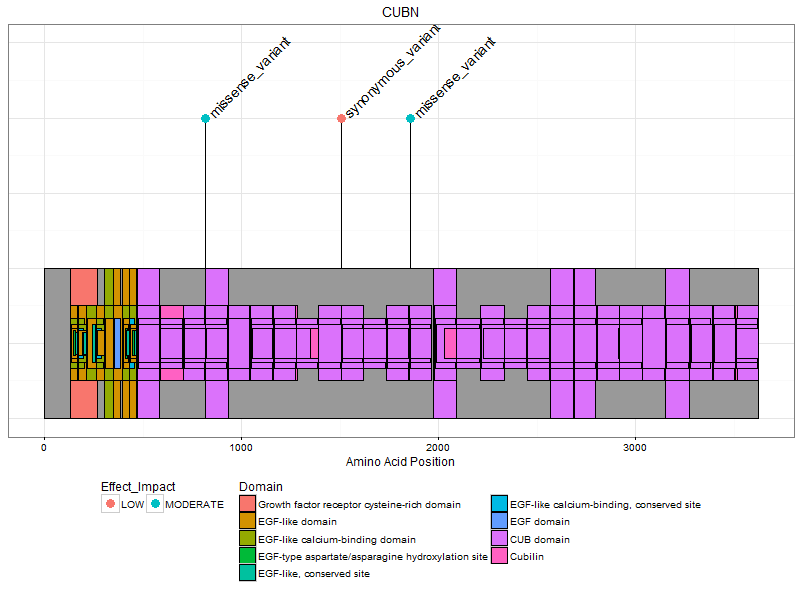 CUBN
missense_variant
synonymous_variant
missense_variant
0
1000
2000
3000
Amino Acid Position
Effect_Impact
LOW
MODERATE
Domain
Growth factor receptor cysteine-rich domain
EGF-like domain
EGF-like calcium-binding domain
EGF-type aspartate/asparagine hydroxylation site
EGF-like, conserved site
EGF-like calcium-binding, conserved site
EGF domain
CUB domain
Cubilin